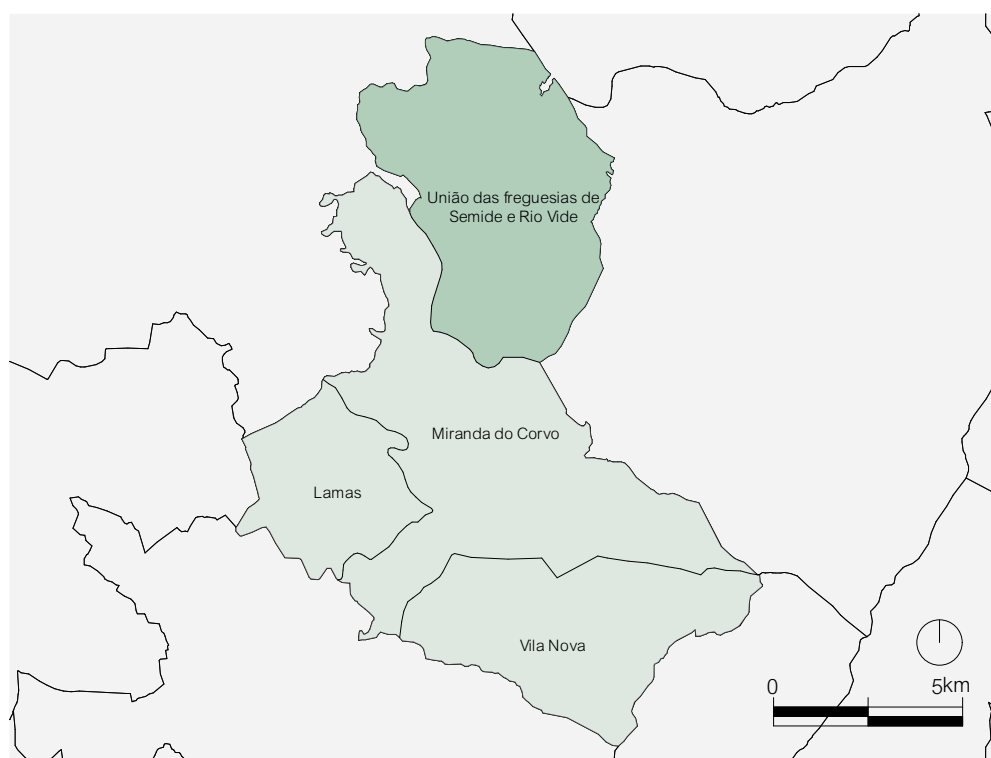 União das freguesias de
Semide e Rio Vide
Miranda do Corvo
Lamas
Vila Nova
0 5km